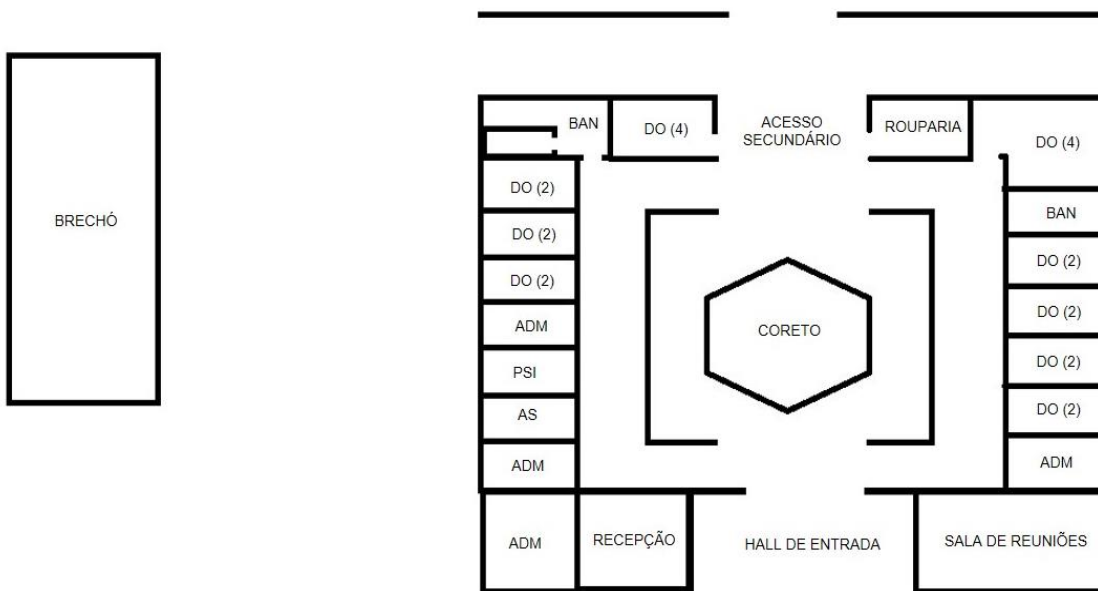 BRECHÓ
BAN
DO (4)
ACESSO
SECUNDÁRIO
ROUPARIA
DO (4)
DO (2)
DO (2)
DO (2)
ADM
PSI
AS
ADM
CORETO
BAN
DO (2)
DO (2)
DO (2)
DO (2)
ADM
ADM
RECEPÇÃO
HALL DE ENTRADA
SALA DE REUNIÕES